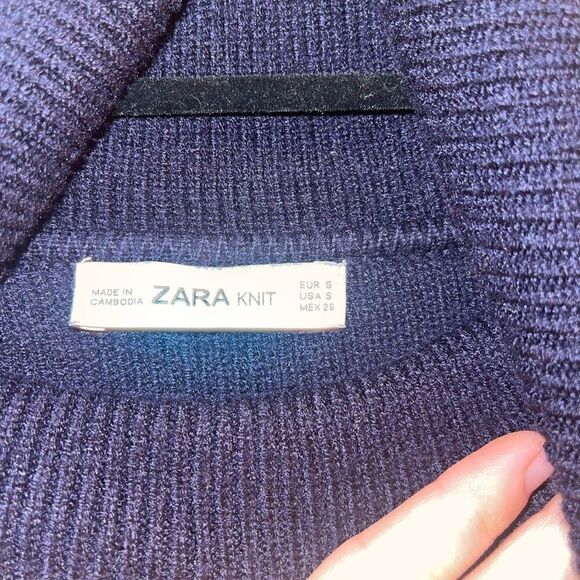 MADE IN
CAMBODIA
ZARA KNIT
EUR S
USA S
MEX 26